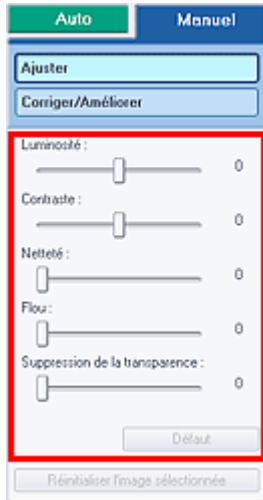 Auto Manuel
Ajuster
Corriger/Améliorer
Luminosité :
0
Contraste :
0
Netteté :
0
Flou :
0
Suppression de la transparence :
0
Défaut
Réinitialiser l'image sélectionnée